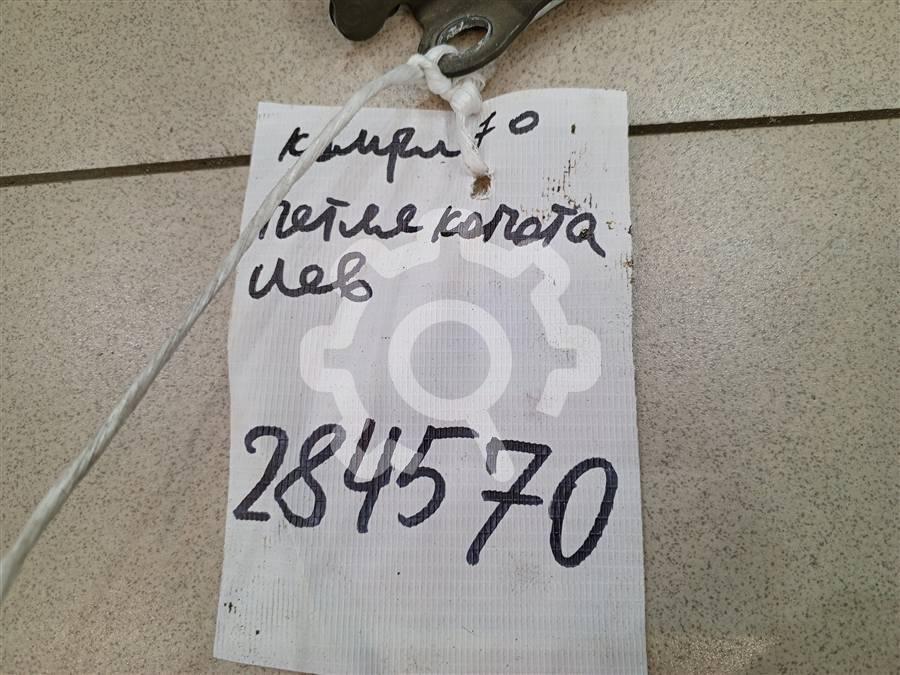 камри 70
петля капота
лев
284570